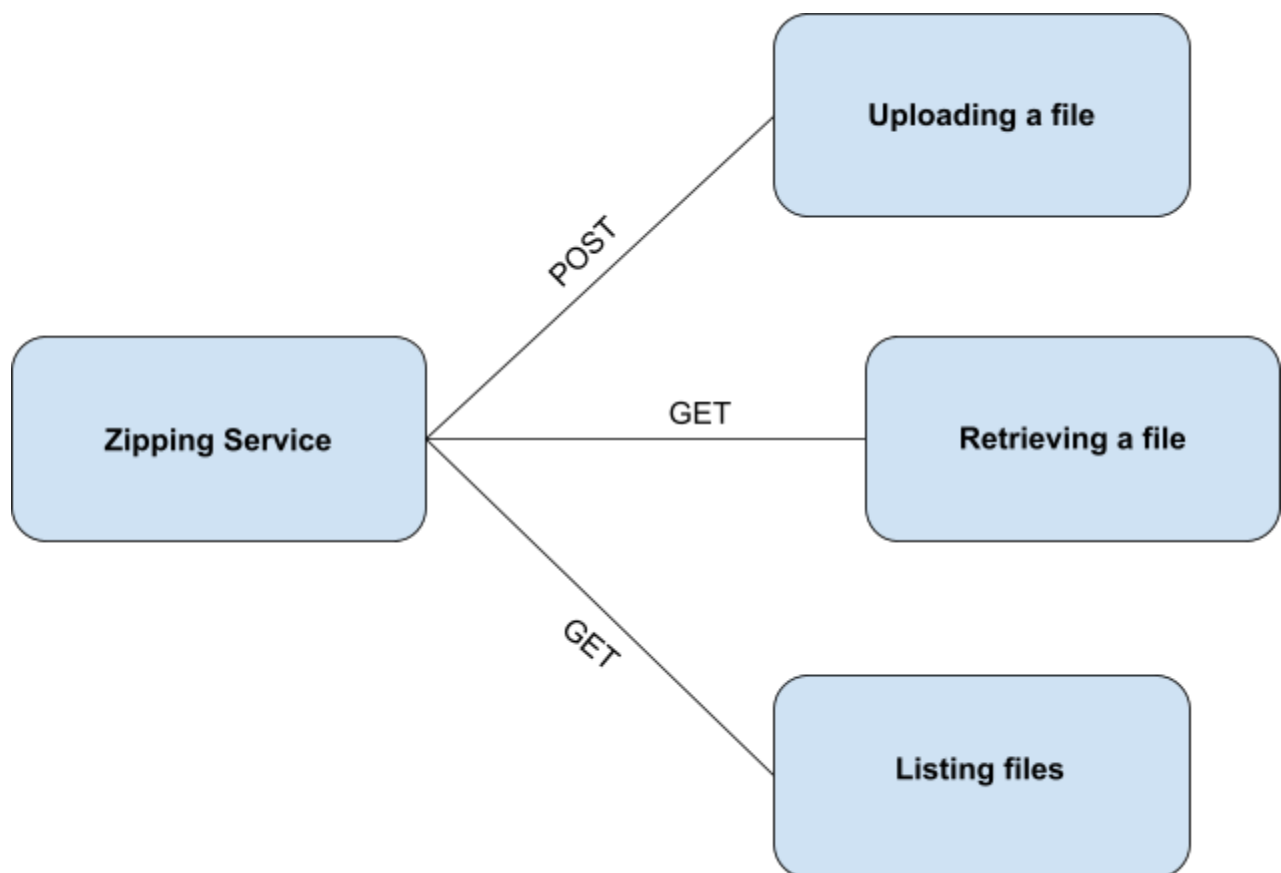 Uploading a file
POST
Zipping Service
GET
Retrieving a file
GET
Listing files